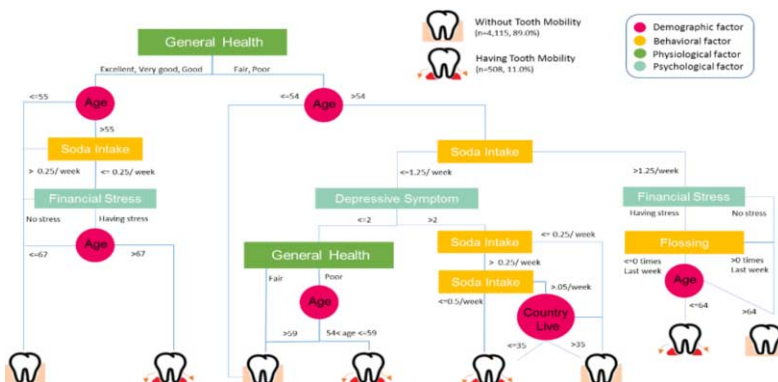 Without Tooth Mobility
(n=4,115, 89.0%)
Having Tooth Mobility
(n=508, 11.0%)
Demographic factor
Behavioral factor
Physiological factor
Psychological factor
General Health
Excellent, Very good, Good
Fair, Poor
<=55
Age
>55
<=54
Age
>54
Soda Intake
> 0.25/ week
<= 0.25/ week
Financial Stress
No stress
Having stress
<=67
Age
>67
Soda Intake
<=1.25/ week
>1.25/ week
Depressive Symptom
<=2
>2
General Health
Fair
Poor
Age
>59
54< age <=59
Soda Intake
<= 0.25/ week
> 0.25/ week
Soda Intake
<=0.5/week
>.05/week
Country
Live
<=35
>35
Financial Stress
Having stress
No stress
Flossing
<=0 times
Last week
>0 times
Last week
Age
<=64
>64